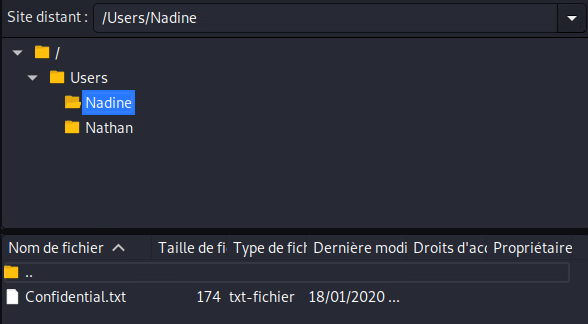 Site distant : /Users/Nadine
/
Users
Nadine
Nathan
Nom de fichier Taille de fi Type de fich Dernière modi Droits d'acc Propriétaire
..
Confidential.txt 174 txt-fichier 18/01/2020 ...